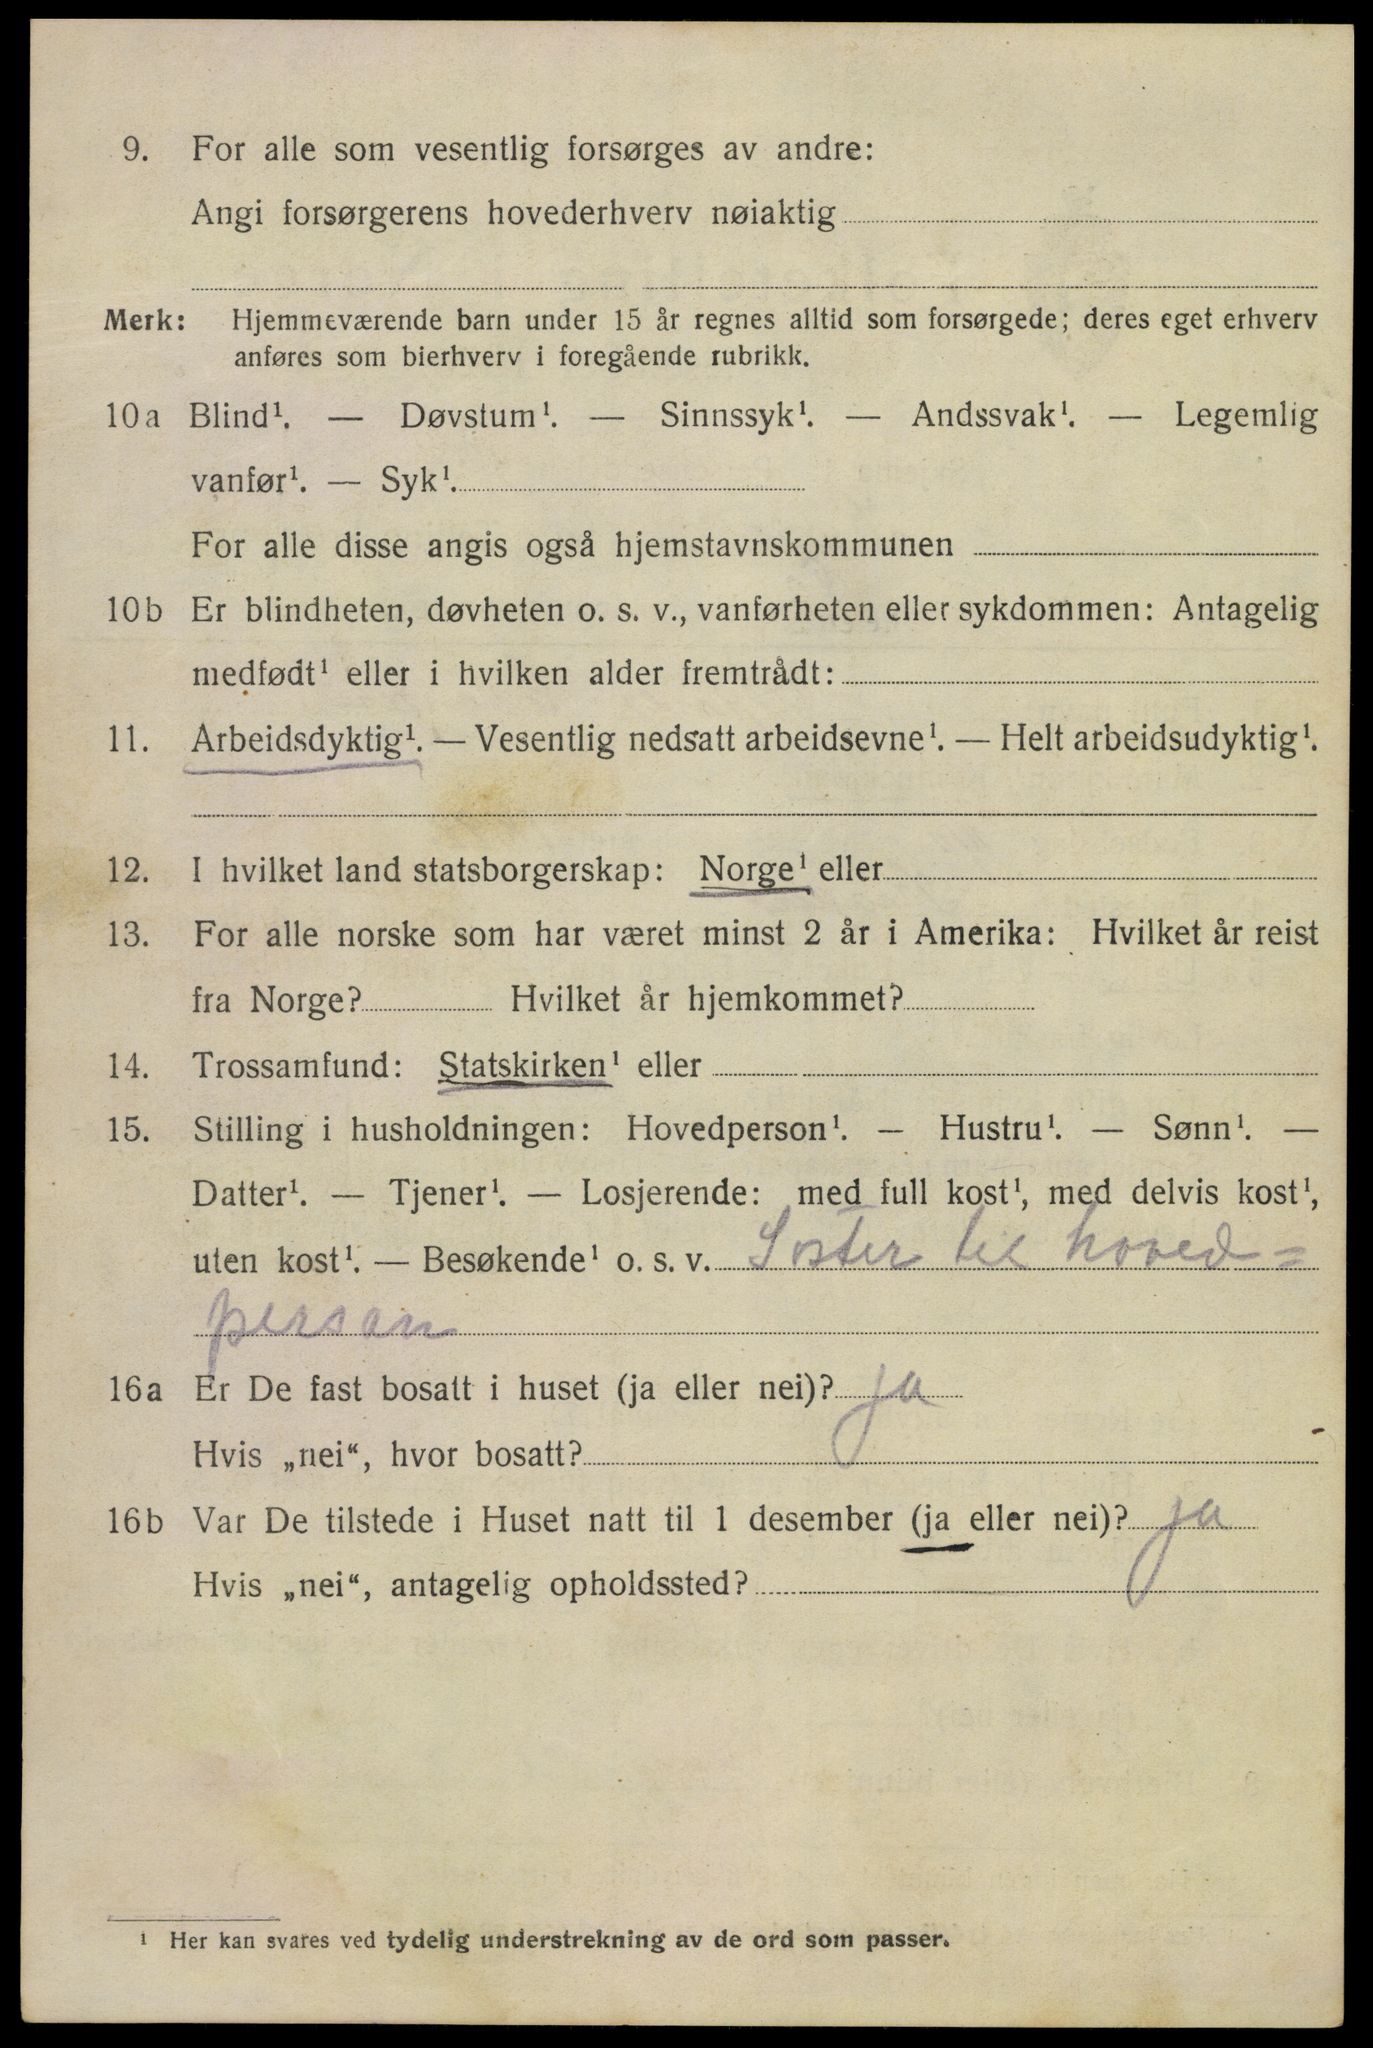 9. For alle som vesentlig forsørges av andre:
Angi forsørgerens hovederhverv nøiaktig
Merk: Hjemmeværende barn under 15 år regnes alltid som forsørgede; deres eget erhverv
anføres som bierhverv i foregående rubrikk.
10a Blind¹. — Døvstum¹. — Sinnssyk¹. — Andssvak¹. — Legemlig
vanfør¹. — Syk¹.
For alle disse angis også hjemstavnskommunen
10b Er blindheten, døvheten o. s. v., vanførheten eller sykdommen: Antagelig
medfødt¹ eller i hvilken alder fremtrådt:
11. Arbeidsdyktig¹. — Vesentlig nedsatt arbeidsevne¹. — Helt arbeidsudyktig¹.
12. I hvilket land statsborgerskap: Norge¹ eller
13. For alle norske som har været minst 2 år i Amerika: Hvilket år reist
fra Norge? Hvilket år hjemkommet?
14. Trossamfund: Statskirken¹ eller
15. Stilling i husholdningen: Hovedperson¹. — Hustru¹. — Sønn¹. —
Datter¹. — Tjener¹. — Losjerende: med full kost¹, med delvis kost¹,
uten kost¹. — Besøkende¹ o. s. v. Søster til hoved=
person
16a Er De fast bosatt i huset (ja eller nei)? ja
Hvis „nei“, hvor bosatt?
16b Var De tilstede i Huset natt til 1 desember (ja eller nei)? ja
Hvis „nei“, antagelig opholdssted?
¹ Her kan svares ved tydelig understrekning av de ord som passer.